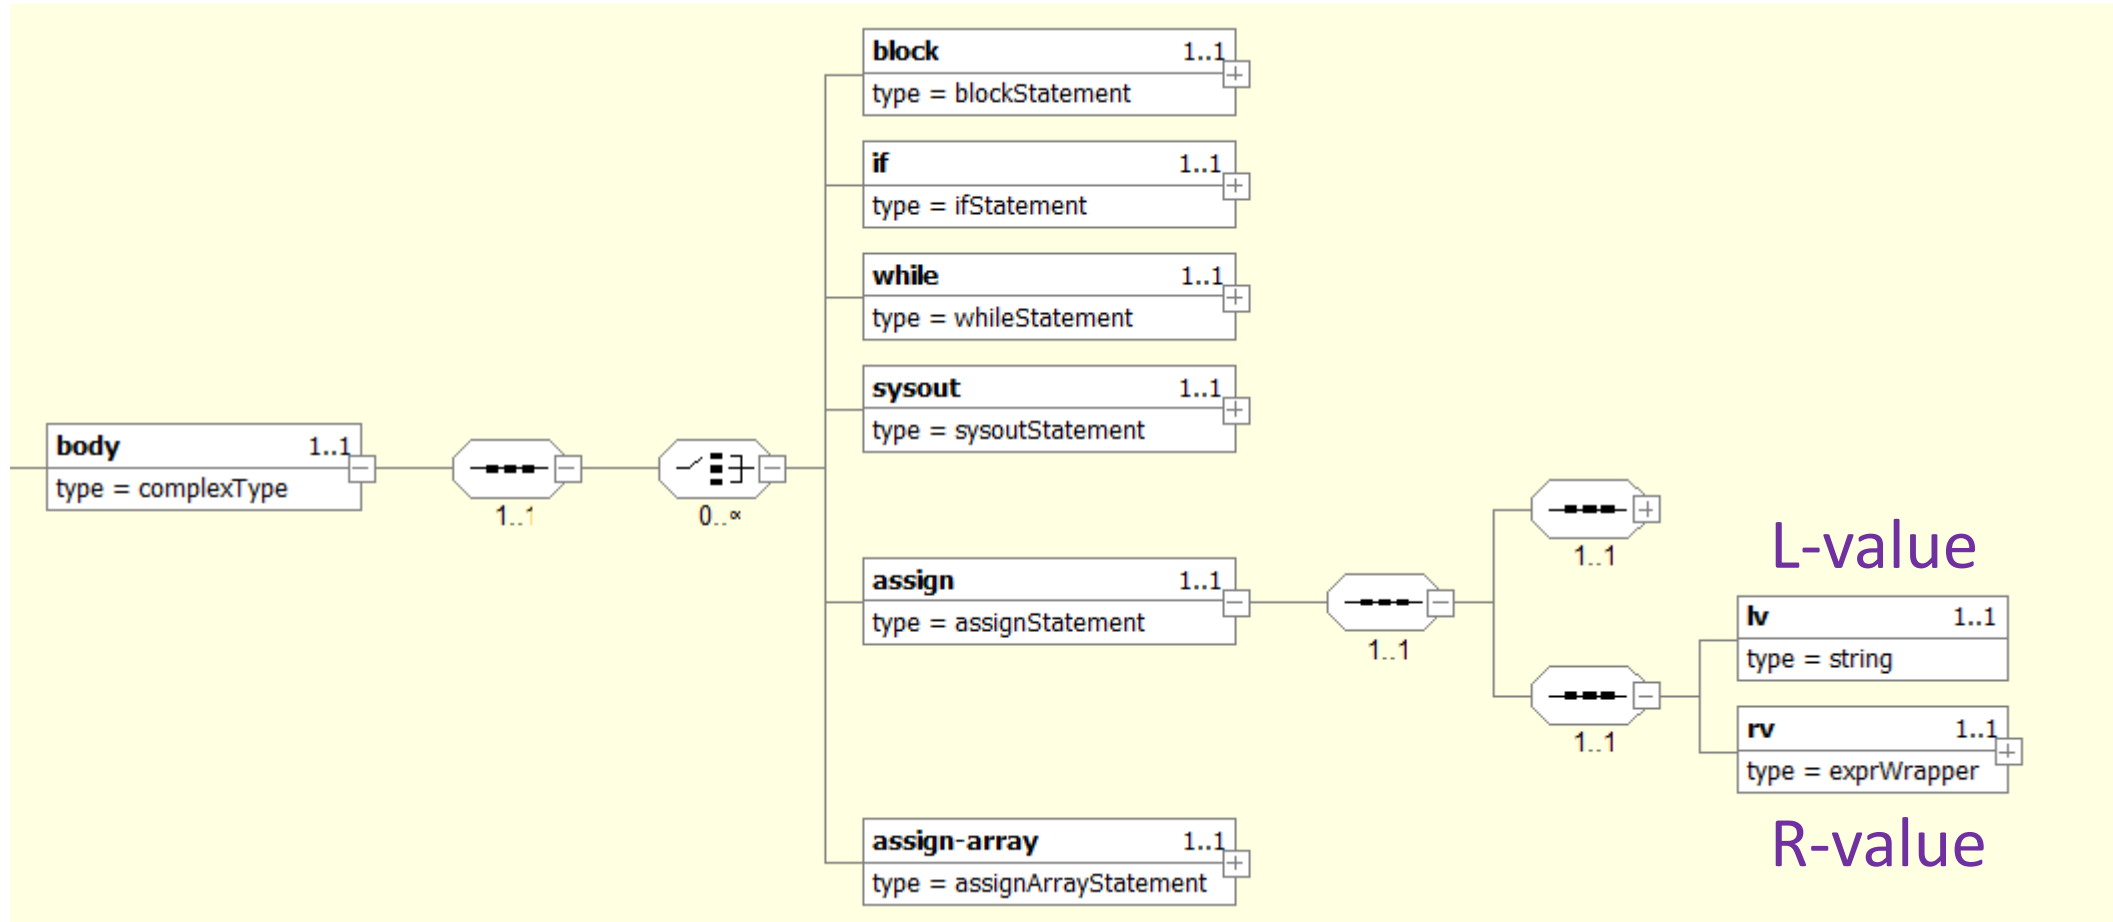 block 1..1
type = blockStatement
if 1..1
type = ifStatement
while 1..1
type = whileStatement
sysout 1..1
type = sysoutStatement
body 1..1
type = complexType
1..1
0..∝
assign 1..1
type = assignStatement
1..1
1..1
L-value
lv 1..1
type = string
1..1
rv 1..1
type = exprWrapper
R-value
assign-array 1..1
type = assignArrayStatement